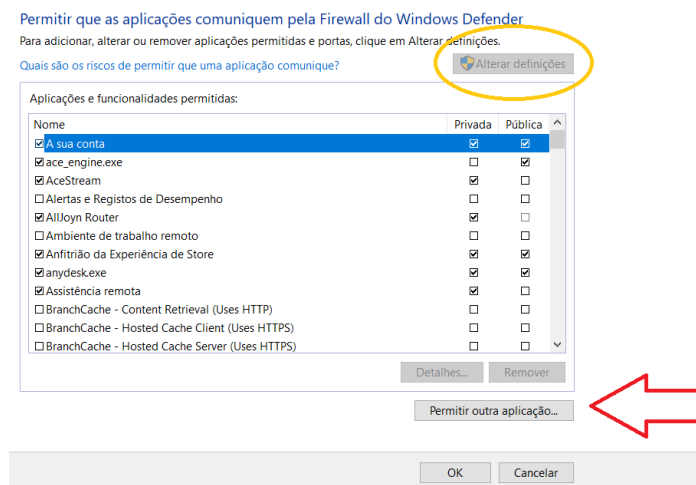 Permitir que as aplicações comuniquem pela Firewall do Windows Defender
Para adicionar, alterar ou remover aplicações permitidas e portas, clique em Alterar definições.
Quais são os riscos de permitir que uma aplicação comunique?
Alterar definições
Aplicações e funcionalidades permitidas:
Nome Privada Pública
A sua conta
ace_engine.exe
AceStream
Alertas e Registos de Desempenho
AllJoyn Router
Ambiente de trabalho remoto
Anfitrião da Experiência de Store
anydesk.exe
Assistência remota
BranchCache - Content Retrieval (Uses HTTP)
BranchCache - Hosted Cache Client (Uses HTTPS)
BranchCache - Hosted Cache Server (Uses HTTPS)
Detalhes... Remover
Permitir outra aplicação...
OK Cancelar